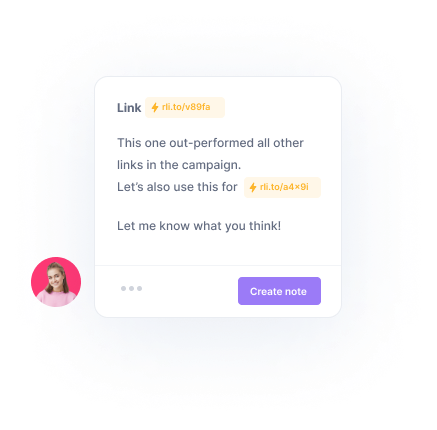 Link rli.to/v89fa
This one out-performed all other
links in the campaign.
Let's also use this for rli.to/a4x9i
Let me know what you think!
Create note